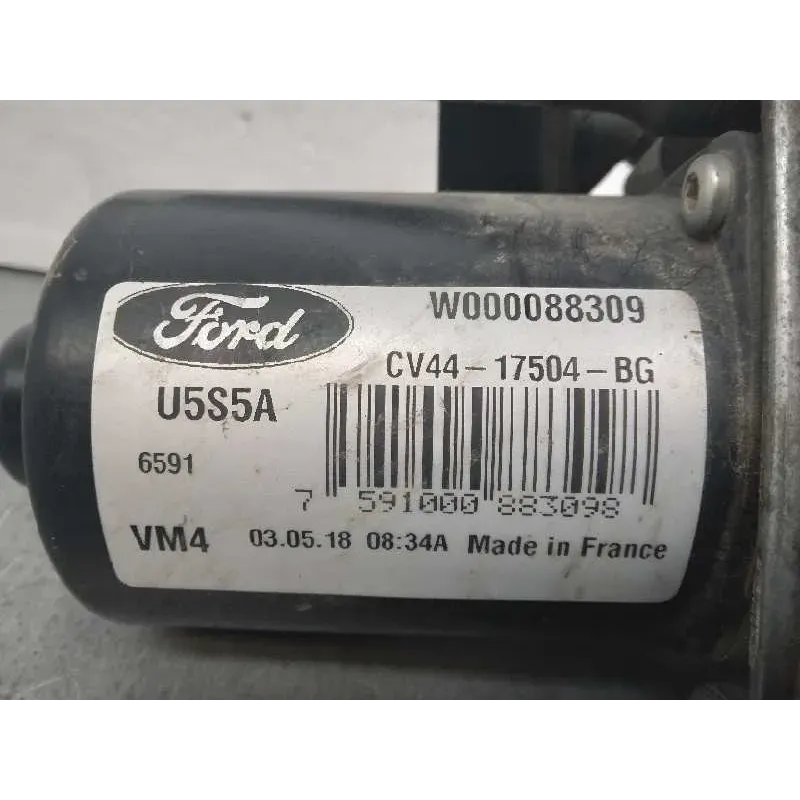 Ford
W000088309
CV44-17504-BG
U5S5A
6591
7 591000 883098
VM4 03.05.18 08:34A Made in France